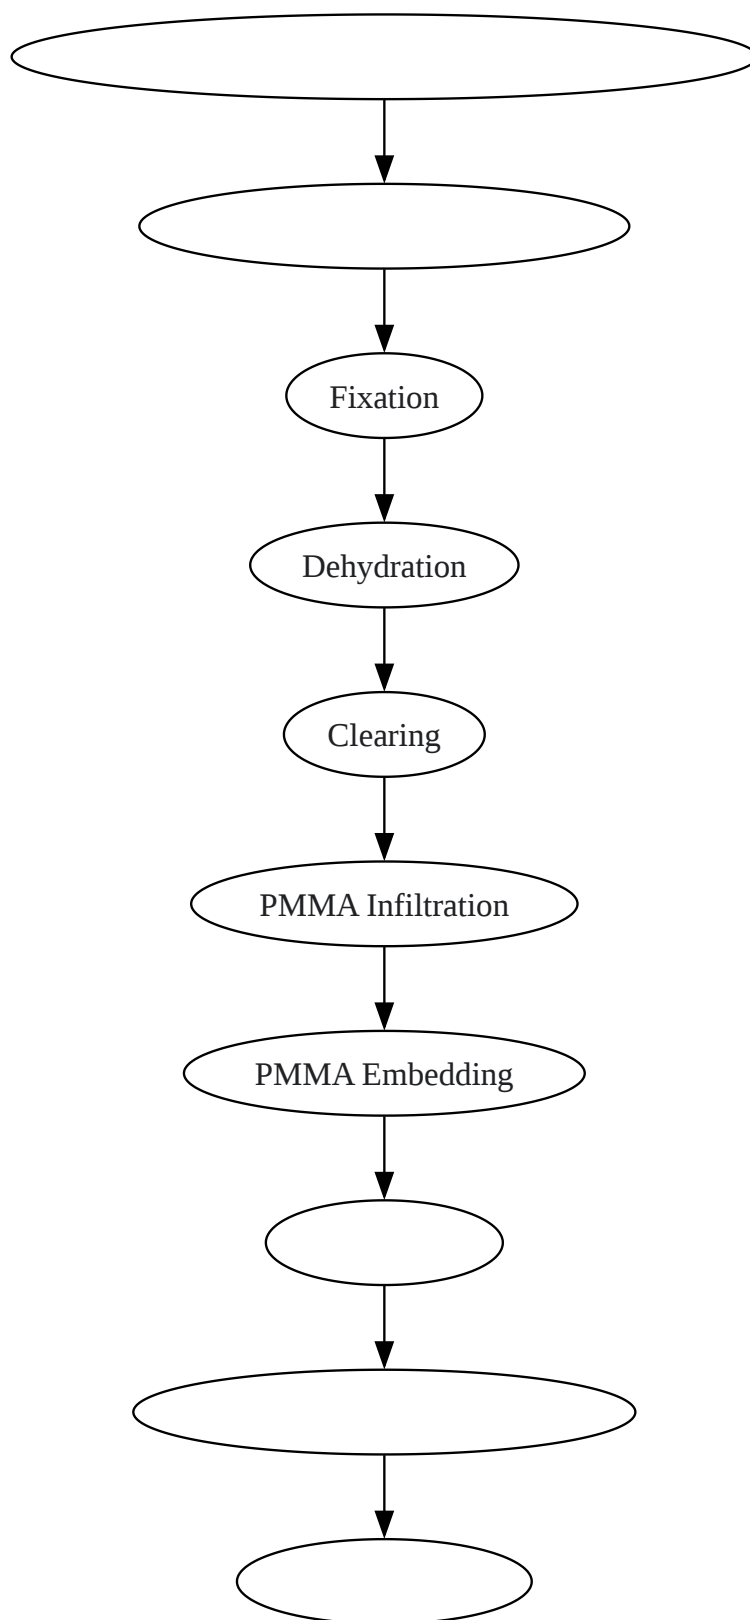 Fixation
Dehydration
Clearing
PMMA Infiltration
PMMA Embedding